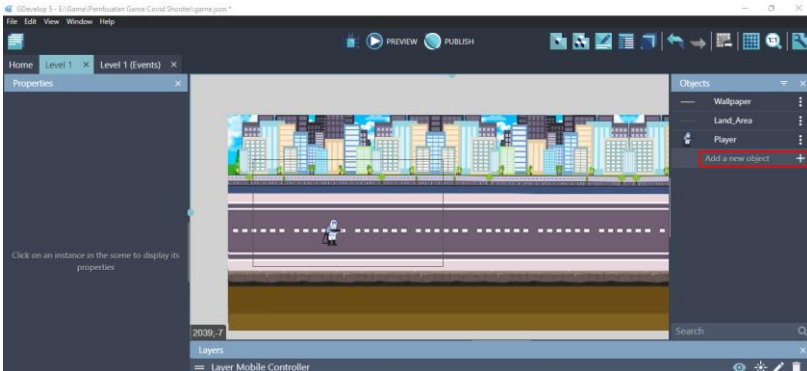 GDevelop 5 - E:\Game\Pembuatan Game Covid Shooter\game.json *
File Edit View Window Help
PREVIEW PUBLISH
Home Level 1 × Level 1 (Events) ×
Properties ×
Objects ×
Wallpaper
Land_Area
Player
Add a new object +
Click on an instance in the scene to display its
properties
2039;-7
Search
Layers ×
Layer Mobile Controller